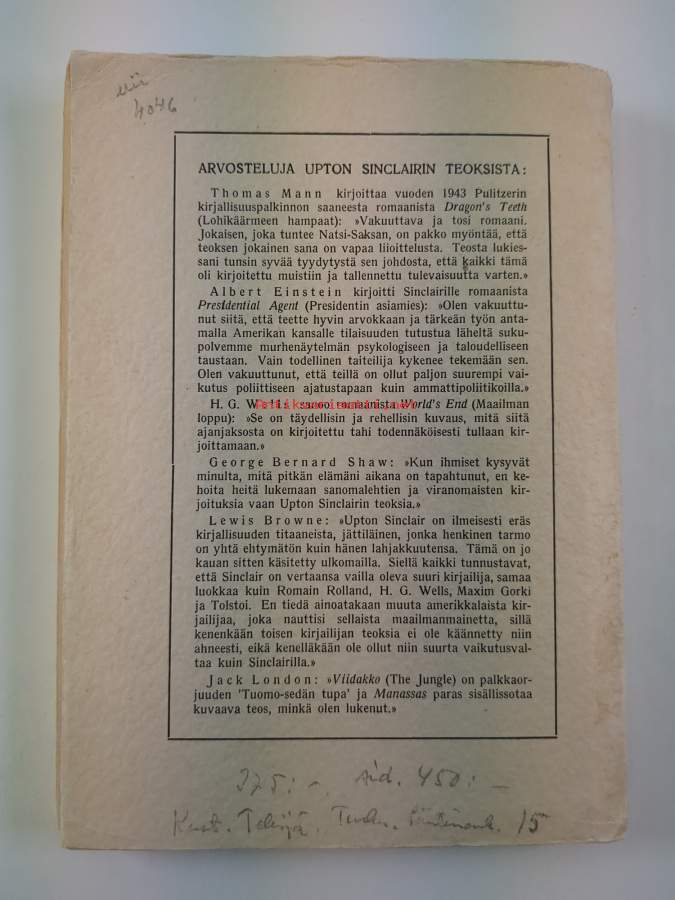 4046
ARVOSTELUJA UPTON SINCLAIRIN TEOKSISTA:
Thomas Mann kirjoittaa vuoden 1943 Pulitzerin
kirjallisuuspalkinnon saaneesta romaanista Dragon's Teeth
(Lohikäärmeen hampaat): »Vakuuttava ja tosi romaani.
Jokaisen, joka tuntee Natsi-Saksan, on pakko myöntää, että
teoksen jokainen sana on vapaa liioittelusta. Teosta lukies-
sani tunsin syvää tyydytystä sen johdosta, että kaikki tämä
oli kirjoitettu muistiin ja tallennettu tulevaisuutta varten.»
Albert Einstein kirjoitti Sinclairille romaanista
Presidential Agent (Presidentin asiamies): »Olen vakuuttu-
nut siitä, että teette hyvin arvokkaan ja tärkeän työn anta-
malla Amerikan kansalle tilaisuuden tutustua läheltä suku-
polvemme murhenäytelmän psykologiseen ja taloudelliseen
taustaan. Vain todellinen taiteilija kykenee tekemään sen.
Olen vakuuttunut, että teillä on ollut paljon suurempi vai-
kutus poliittiseen ajatustapaan kuin ammattipoliitikoilla.»
H. G. Wells sanoo romaanista World's End (Maailman
loppu): »Se on täydellisin ja rehellisin kuvaus, mitä siitä
ajanjaksosta on kirjoitettu tahi todennäköisesti tullaan kir-
joittamaan.»
George Bernard Shaw: »Kun ihmiset kysyvät
minulta, mitä pitkän elämäni aikana on tapahtunut, en ke-
hoita heitä lukemaan sanomalehtien ja viranomaisten kir-
joituksia vaan Upton Sinclairin teoksia.»
Lewis Browne: »Upton Sinclair on ilmeisesti eräs
kirjallisuuden titaaneista, jättiläinen, jonka henkinen tarmo
on yhtä ehtymätön kuin hänen lahjakkuutensa. Tämä on jo
kauan sitten käsitetty ulkomailla. Siellä kaikki tunnustavat,
että Sinclair on vertaansa vailla oleva suuri kirjailija, samaa
luokkaa kuin Romain Rolland, H. G. Wells, Maxim Gorki
ja Tolstoi. En tiedä ainoatakaan muuta amerikkalaista kir-
jailijaa, joka nauttisi sellaista maailmanmainetta, sillä
kenenkään toisen kirjailijan teoksia ei ole käännetty niin
ahneesti, eikä kenelläkään ole ollut niin suurta vaikutusval-
taa kuin Sinclairilla.»
Jack London: »Viidakko (The Jungle) on palkkaor-
juuden 'Tuomo-sedän tupa' ja Manassas paras sisällissotaa
kuvaava teos, minkä olen lukenut.»
375:-, sid. 450:-
15